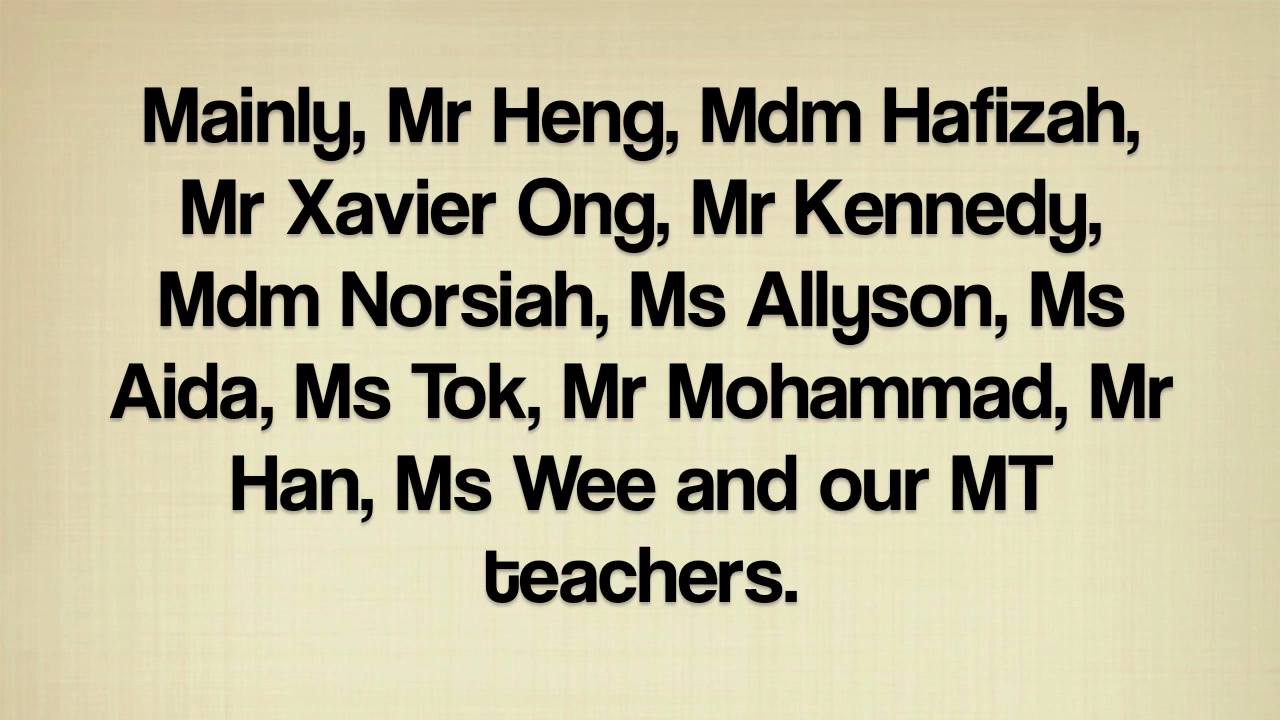 Mainly, Mr Heng, Mdm Hafizah,
Mr Xavier Ong, Mr Kennedy,
Mdm Norsiah, Ms Allyson, Ms
Aida, Ms Tok, Mr Mohammad, Mr
Han, Ms Wee and our MT
teachers.